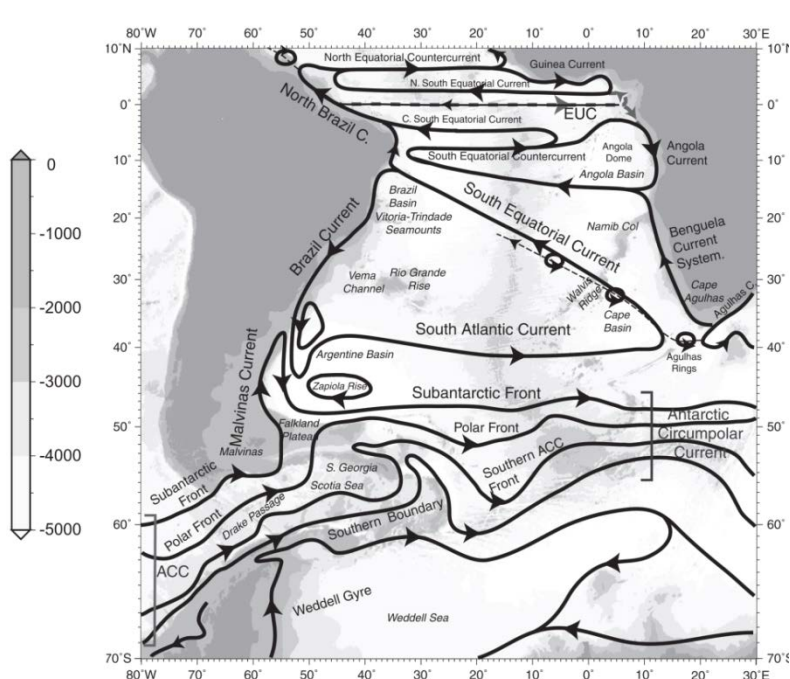 80°W 70° 60° 50° 40° 30° 20° 10° 0° 10° 20° 30°E
10°N
0°
10°
20°
30°
40°
50°
60°
70°S
10°N
0°
10°
20°
30°
40°
50°
60°
70°S
80°W 70° 60° 50° 40° 30° 20° 10° 0° 10° 20° 30°E
0
-1000
-2000
-3000
-4000
-5000
North Equatorial Countercurrent
Guinea Current
N. South Equatorial Current
North Brazil C.
EUC
C. South Equatorial Current
South Equatorial Countercurrent
Angola
Dome
Angola
Current
Angola Basin
Brazil
Basin
Vitoria-Trindade
Seamounts
South Equatorial Current
Namib Col
Benguela
Current
System.
Brazil Current
Vema
Channel
Rio Grande
Rise
Walvis
Ridge
Cape
Basin
Cape
Agulhas
Agulhas C.
South Atlantic Current
Agulhas
Rings
Argentine Basin
Zapiola Rise
Malvinas Current
Subantarctic Front
Falkland
Plateau
Polar Front
Antarctic
Circumpolar
Current
Malvinas
Southern ACC
Front
S. Georgia
Scotia Sea
Subantarctic
Front
Polar Front
Drake Passage
Southern Boundary
ACC
Weddell Gyre
Weddell Sea